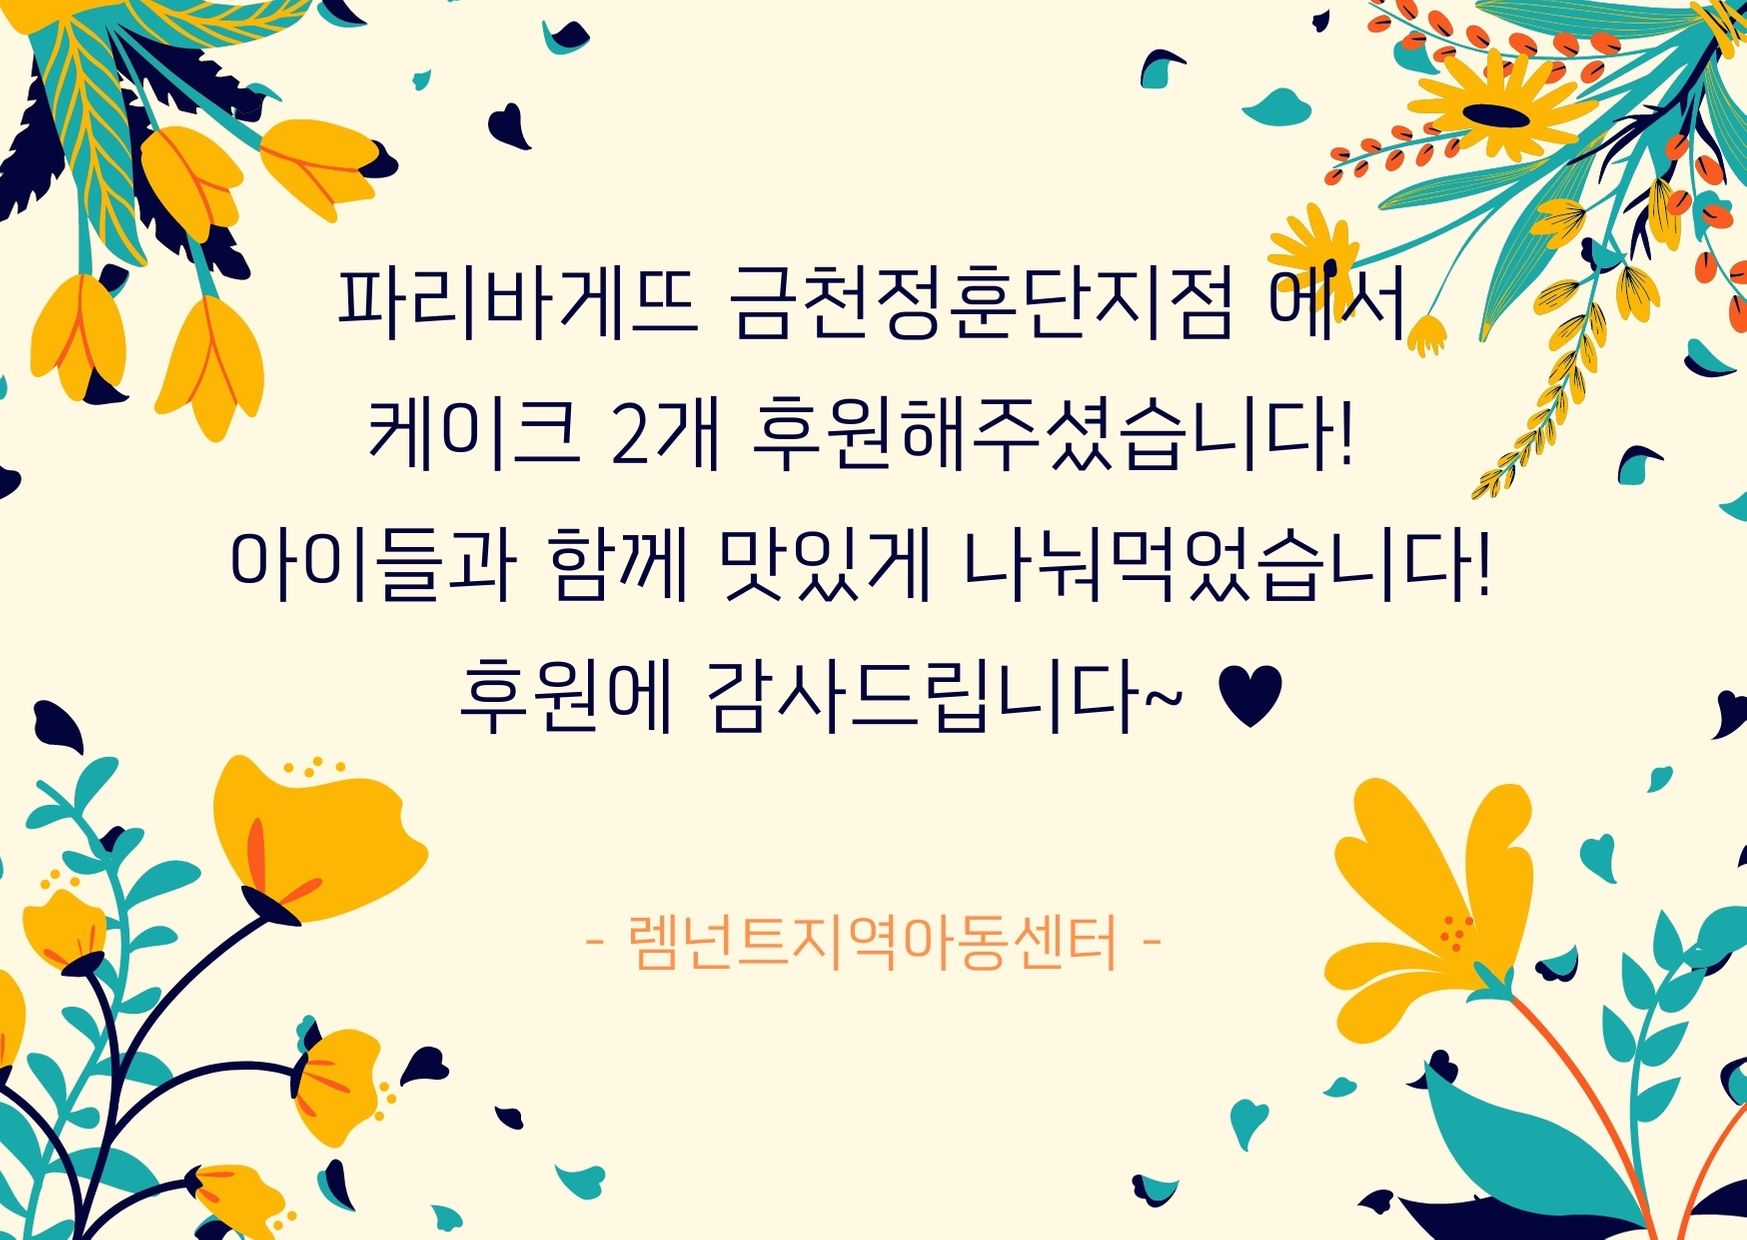 파리바게뜨 금천정훈단지점 에서
케이크 2개 후원해주셨습니다!
아이들과 함께 맛있게 나눠먹었습니다!
후원에 감사드립니다~ ♥
- 렘넌트지역아동센터 -